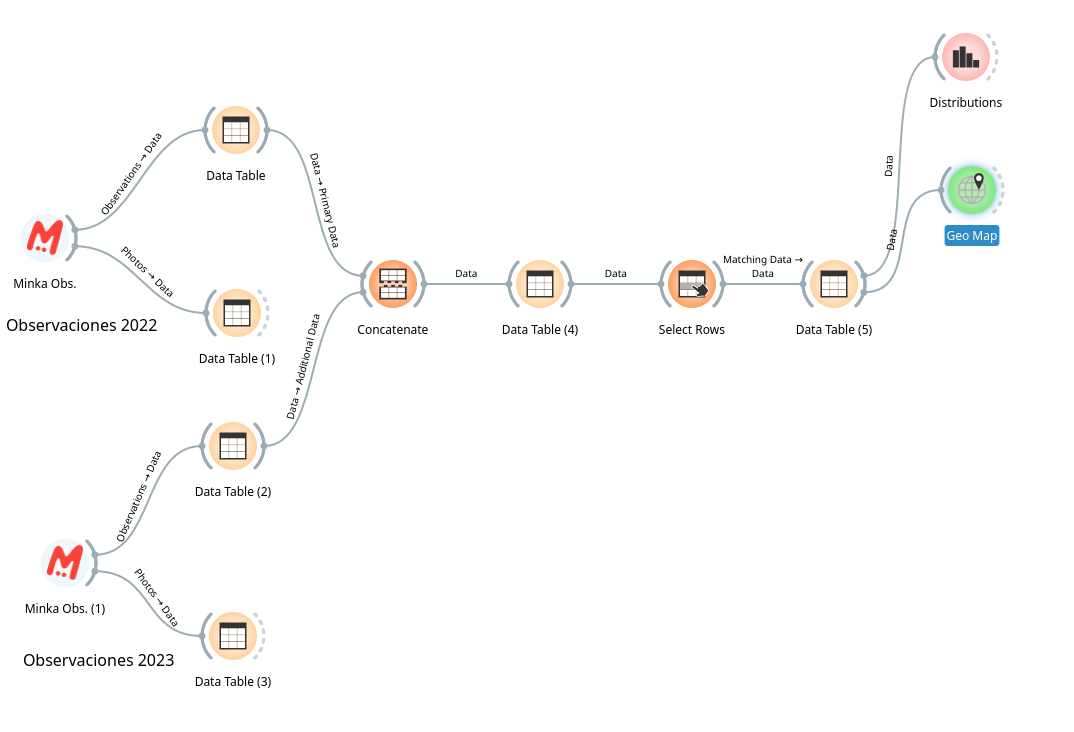 Distributions
Observations → Data
Data Table
Data → Primary Data
Data
Geo Map
Data
Minka Obs.
Photos → Data
Observaciones 2022
Data Table (1)
Data → Additional Data
Concatenate
Data
Data Table (4)
Data
Select Rows
Matching Data →
Data
Data Table (5)
Observations → Data
Data Table (2)
Minka Obs. (1)
Photos → Data
Observaciones 2023
Data Table (3)